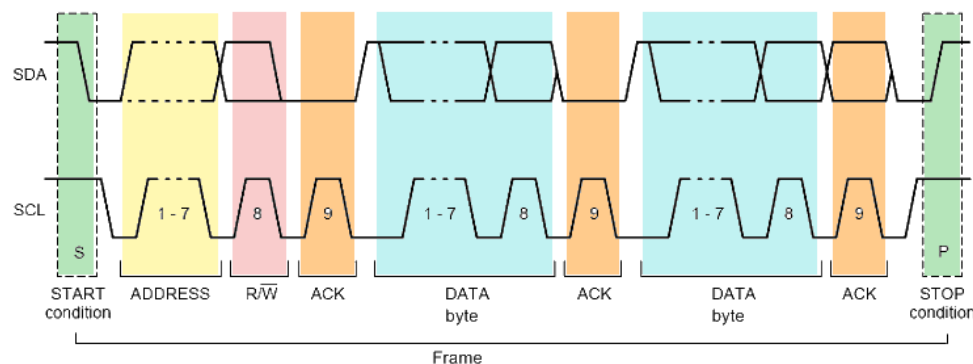 SDA
SCL
1 - 7
8
9
1 - 7
8
9
1 - 7
8
9
S
P
START
condition
ADDRESS
R/W̅
ACK
DATA
byte
ACK
DATA
byte
ACK
STOP
condition
Frame